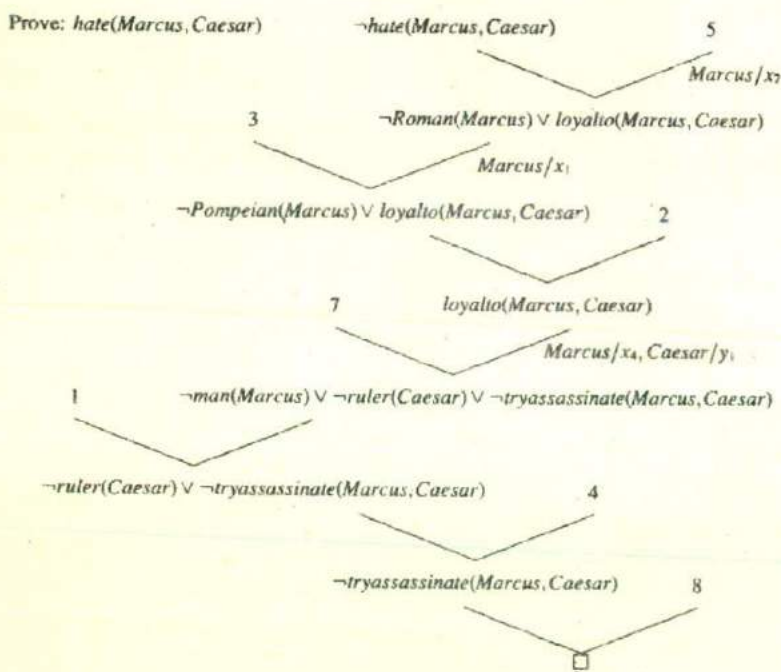 Prove: hate(Marcus,Caesar) ¬hate(Marcus,Caesar) 5
Marcus/x₂
3 ¬Roman(Marcus) ∨ loyalto(Marcus,Caesar)
Marcus/x₁
¬Pompeian(Marcus) ∨ loyalto(Marcus,Caesar) 2
7 loyalto(Marcus,Caesar)
Marcus/x₄,Caesar/y₁
1 ¬man(Marcus) ∨ ¬ruler(Caesar) ∨ ¬tryassassinate(Marcus,Caesar)
¬ruler(Caesar) ∨ ¬tryassassinate(Marcus,Caesar) 4
¬tryassassinate(Marcus,Caesar) 8